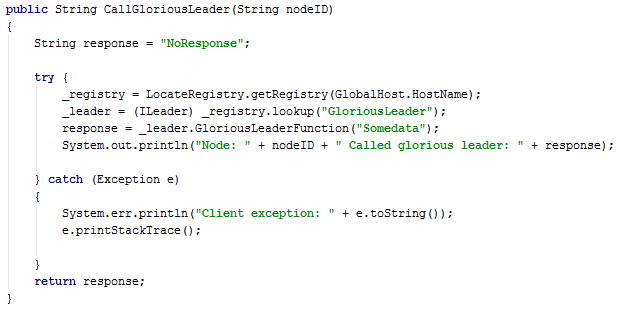 public String CallGloriousLeader(String nodeID)
{
    String response = "NoResponse";

    try {
        _registry = LocateRegistry.getRegistry(GlobalHost.HostName);
        _leader = (ILeader) _registry.lookup("GloriousLeader");
        response = _leader.GloriousLeaderFunction("Somedata");
        System.out.println("Node: " + nodeID + " Called glorious leader: " + response);

    } catch (Exception e)
    {
        System.err.println("Client exception: " + e.toString());
        e.printStackTrace();

    }
    return response;
}